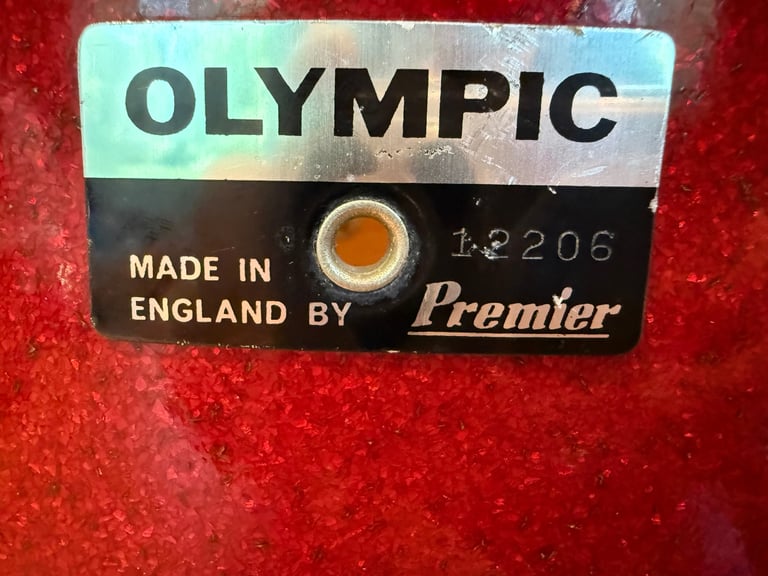 OLYMPIC
12206
MADE IN
ENGLAND BY Premier